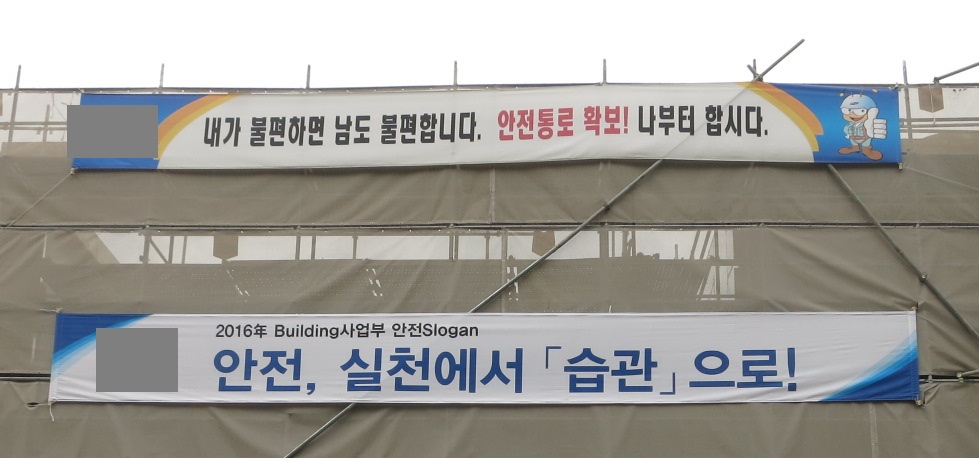 내가 불편하면 남도 불편합니다. 안전통로 확보! 나부터 합시다.
2016年 Building사업부 안전Slogan
안전, 실천에서 「습관」으로!